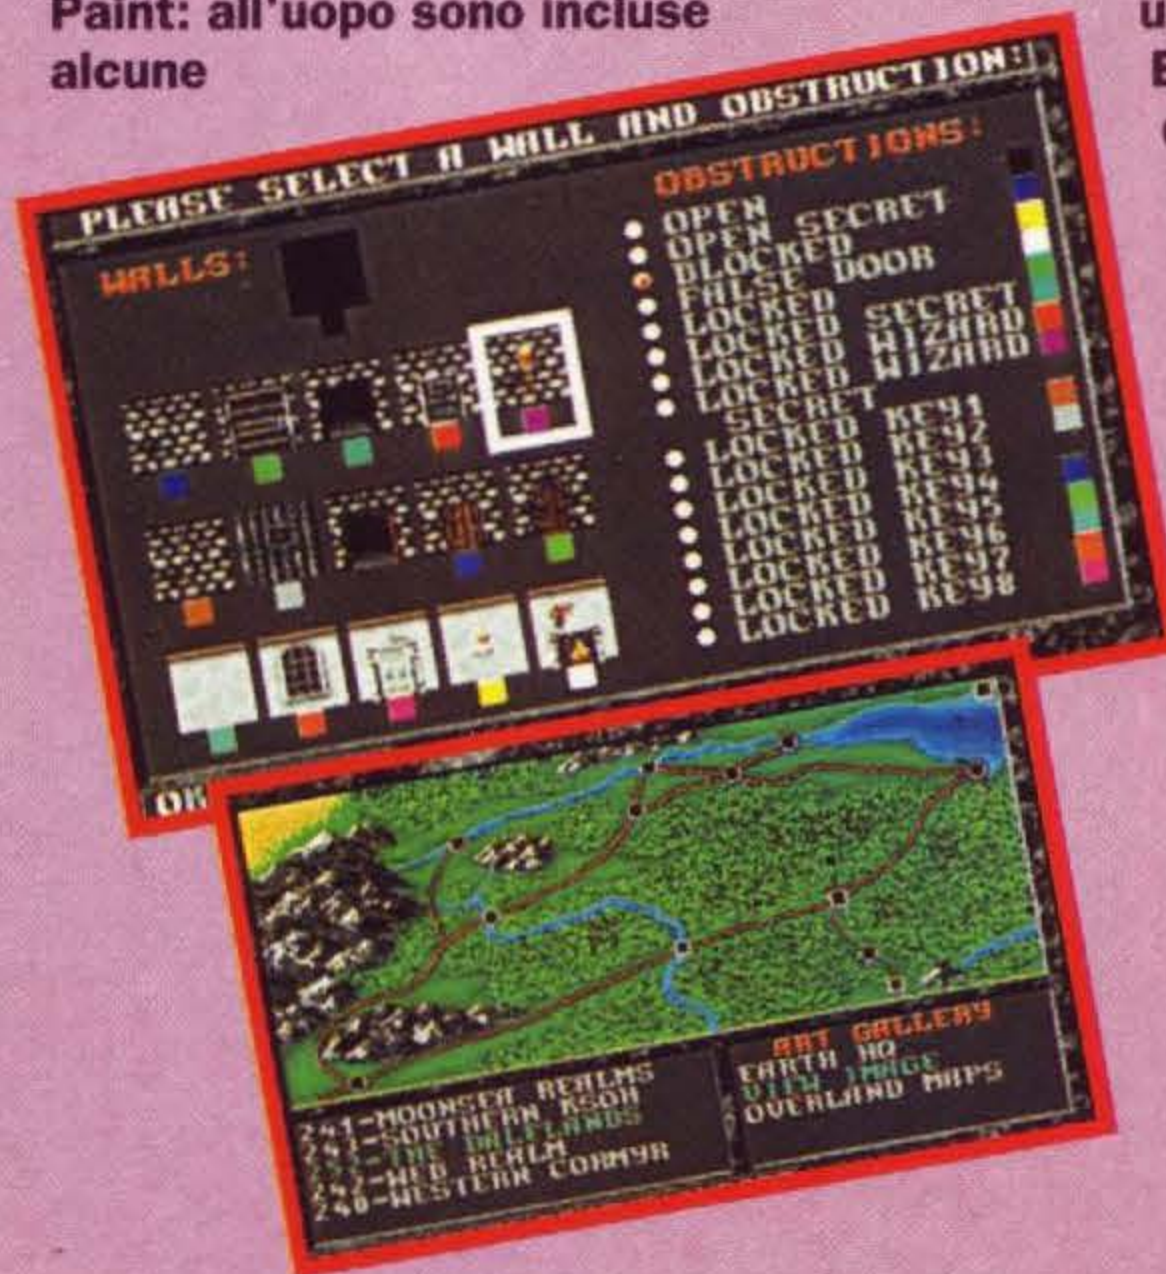 Paint: all'uopo sono incluse
alcune
PLEASE SELECT A WALL AND OBSTRUCTION:
WALLS:
OBSTRUCTIONS:
OPEN
OPEN SECRET
BLOCKED
FALSE DOOR
LOCKED
LOCKED SECRET
LOCKED WIZARD
LOCKED WIZARD
SECRET
LOCKED KEY1
LOCKED KEY2
LOCKED KEY3
LOCKED KEY4
LOCKED KEY5
LOCKED KEY6
LOCKED KEY7
LOCKED KEY8
OK
241-MOONSEA REALMS
SOUTHERN
THE DALELANDS
242-WEB REALM
240-WESTERN CORMYR
ART GALLERY
EARTH HQ
VIEW IMAGE
OVERLAND MAPS